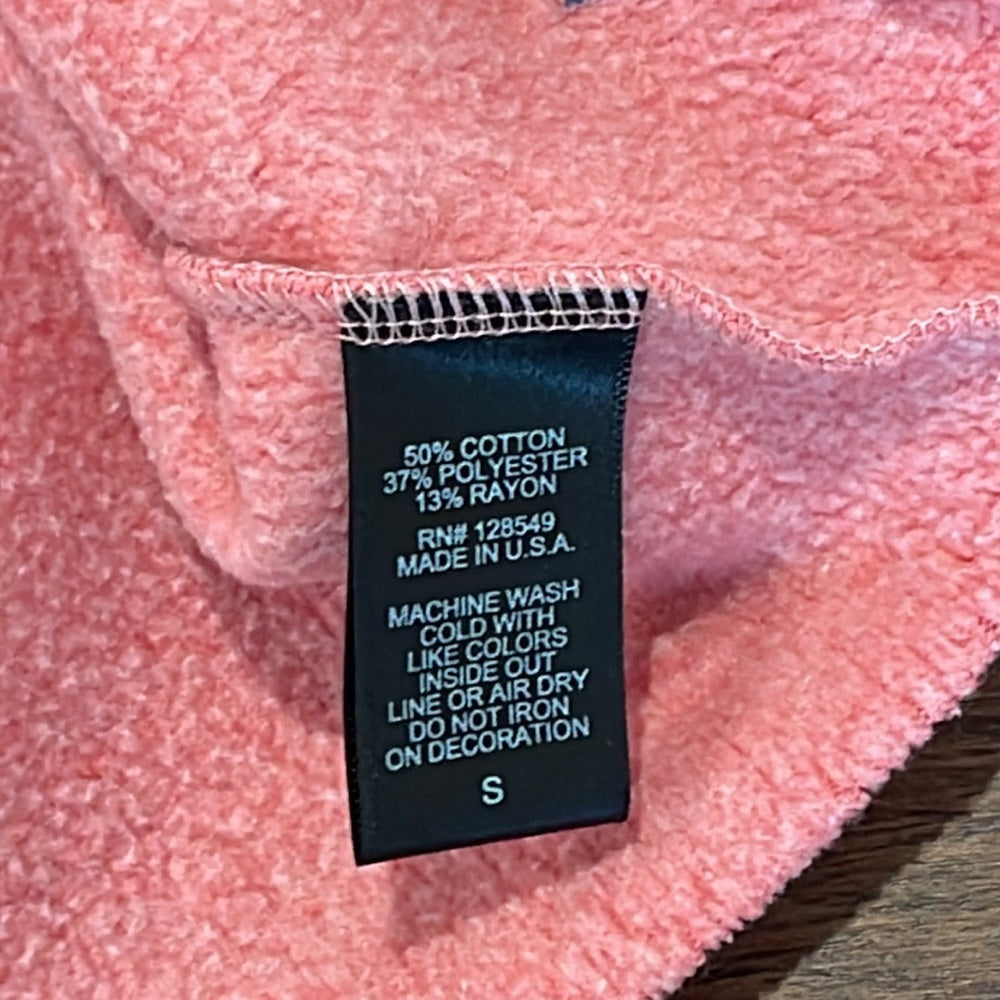 50% COTTON
37% POLYESTER
13% RAYON
RN# 128549
MADE IN U.S.A.
MACHINE WASH
COLD WITH
LIKE COLORS
INSIDE OUT
LINE OR AIR DRY
DO NOT IRON
ON DECORATION
S